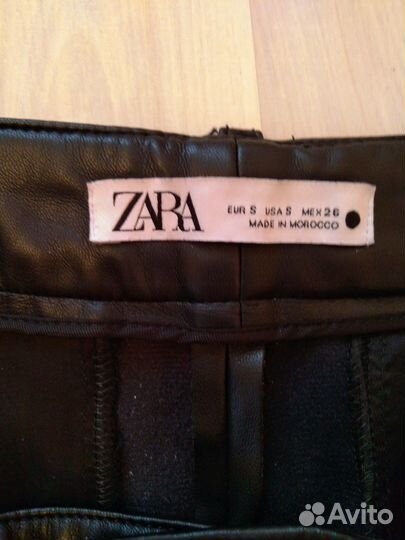 ZARA
EUR S USA S MEX 26
MADE IN MOROCCO
Avito